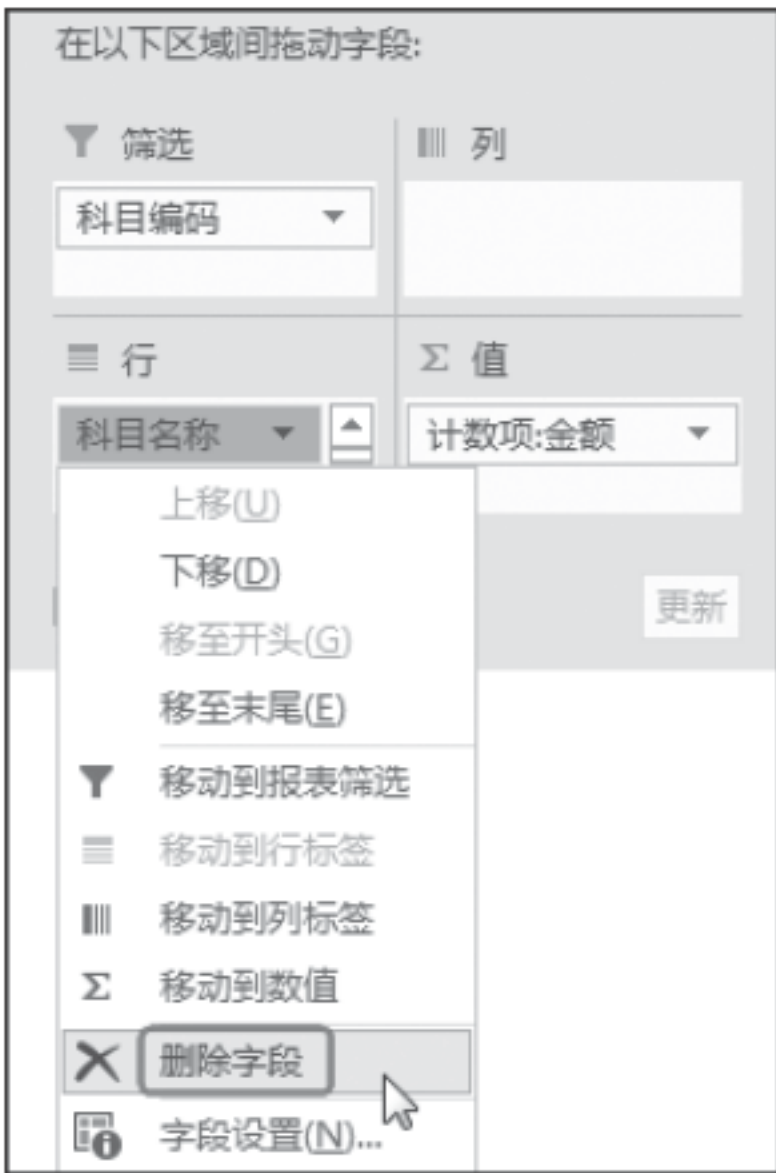 在以下区域间拖动字段:
筛选
列
科目编码
行
Σ 值
科目名称
计数项:金额
上移(U)
下移(D)
更新
移至开头(G)
移至末尾(E)
移动到报表筛选
移动到行标签
移动到列标签
Σ 移动到数值
删除字段
字段设置(N)...